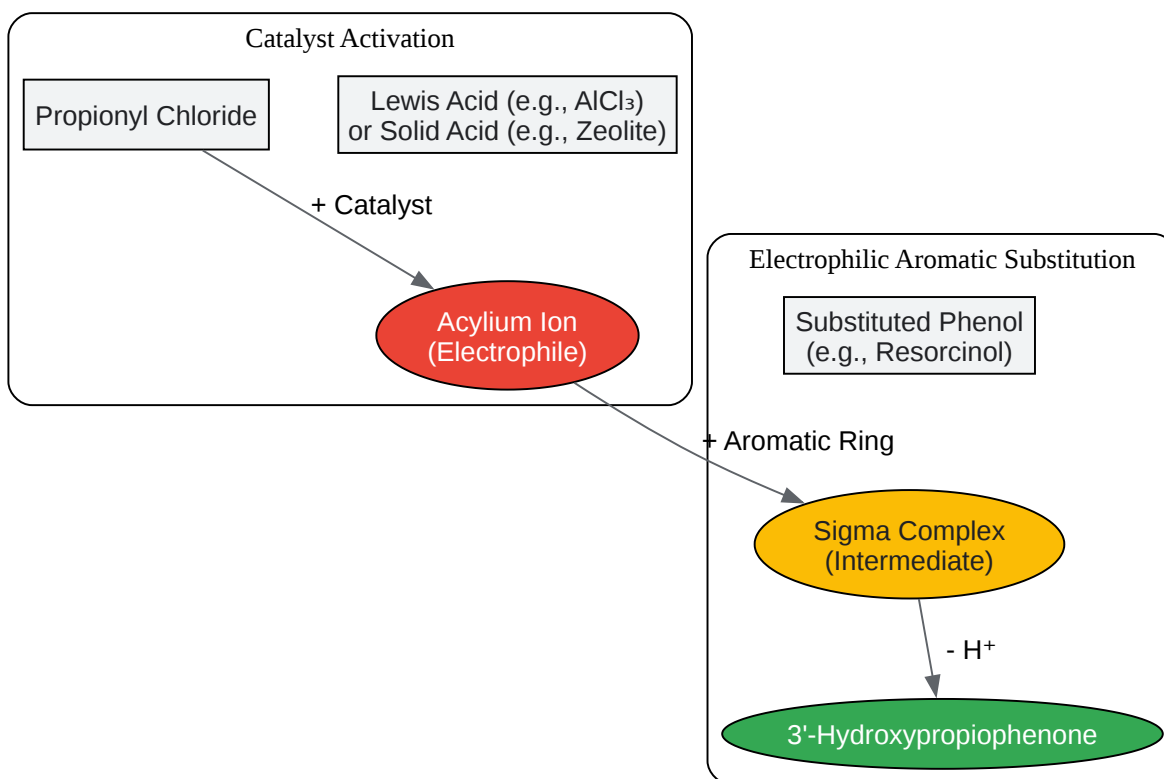 Catalyst Activation
Propionyl Chloride
Lewis Acid (e.g., AlCl₃)
or Solid Acid (e.g., Zeolite)
+ Catalyst
Acylium Ion
(Electrophile)
Electrophilic Aromatic Substitution
Substituted Phenol
(e.g., Resorcinol)
+ Aromatic Ring
Sigma Complex
(Intermediate)
- H⁺
3'-Hydroxypropiophenone